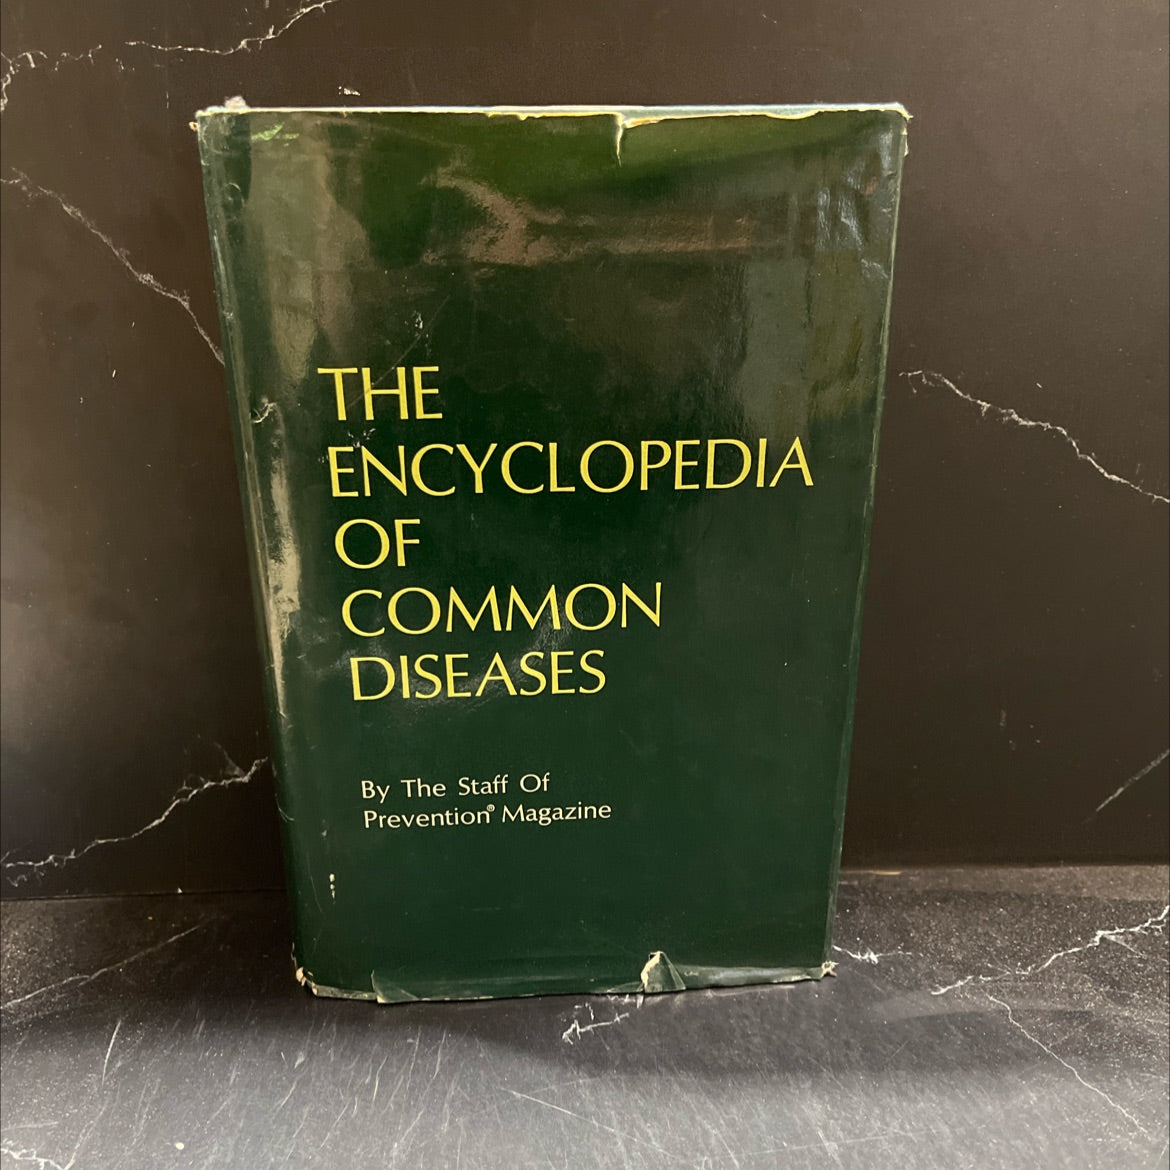 THE
ENCYCLOPEDIA
OF
COMMON
DISEASES
By The Staff Of
Prevention® Magazine